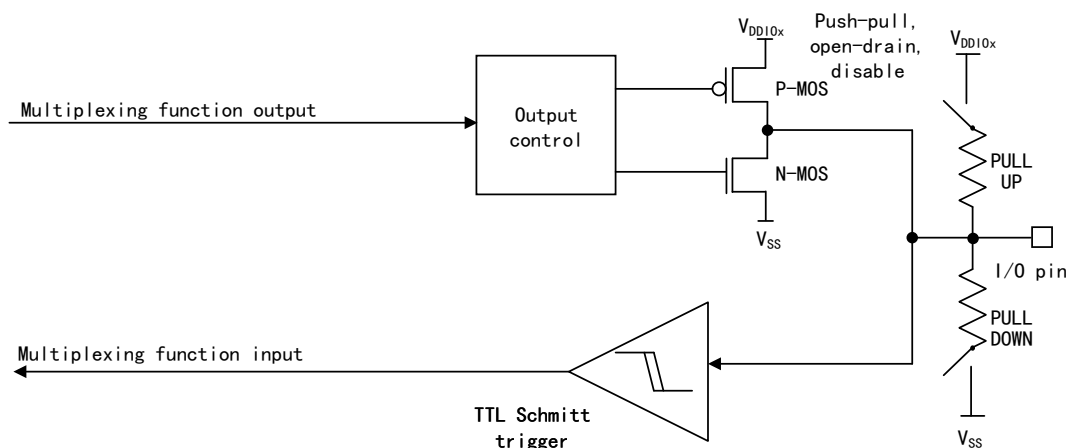 V_DDIOx
Push-pull,
open-drain,
disable
V_DDIOx
P-MOS
Multiplexing function output
Output
control
N-MOS
PULL
UP
V_SS
I/O pin
PULL
DOWN
Multiplexing function input
TTL Schmitt
trigger
V_SS